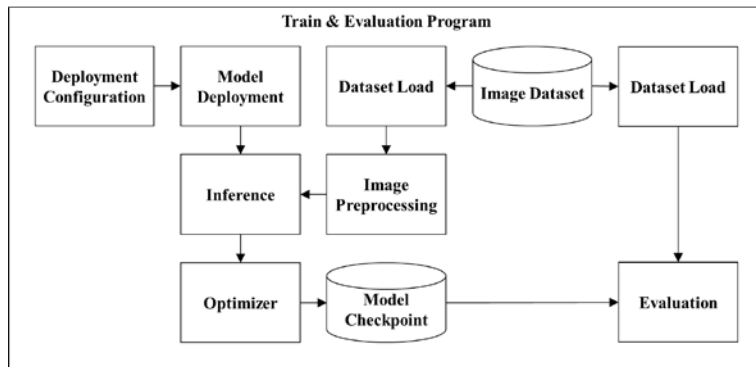 Train & Evaluation Program
Deployment
Configuration
Model
Deployment
Dataset Load
Image Dataset
Dataset Load
Inference
Image
Preprocessing
Optimizer
Model
Checkpoint
Evaluation